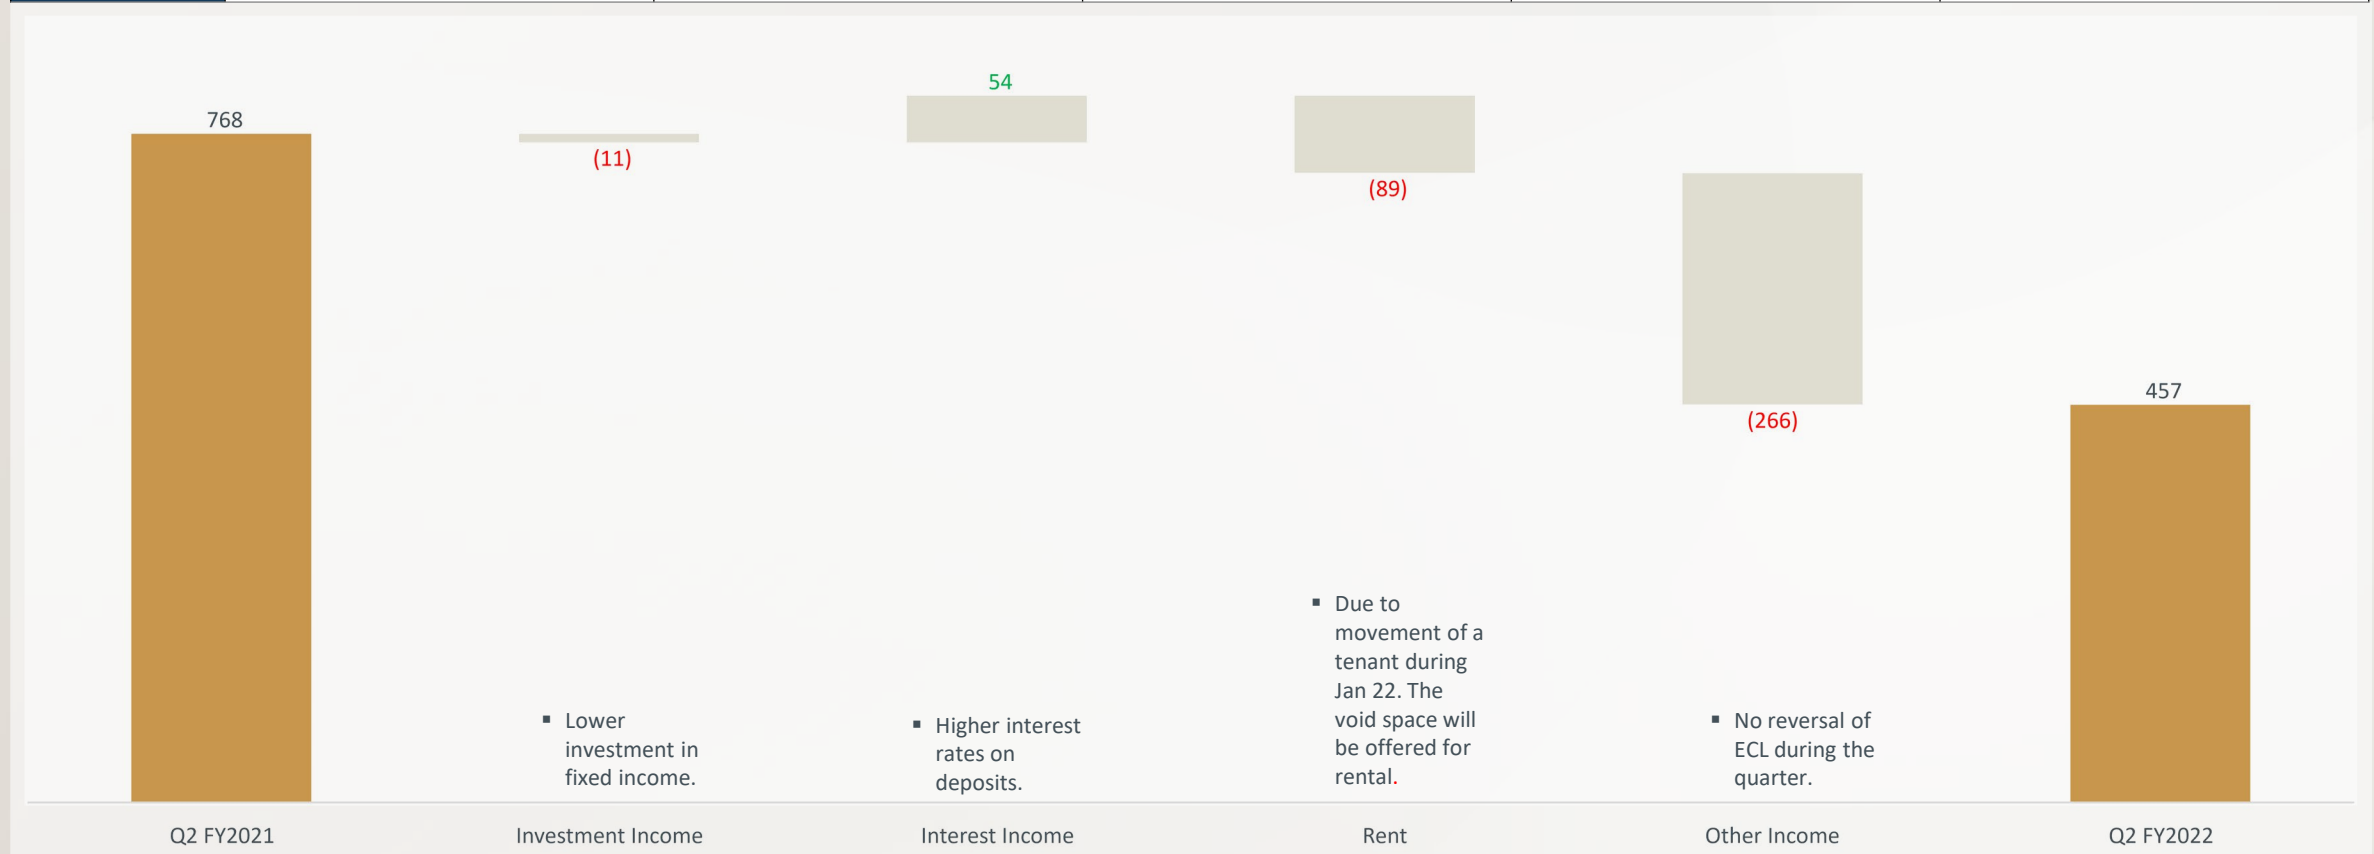 54
768
(11)
(89)
457
(266)
▪ Lower
investment in
fixed income.
▪ Higher interest
rates on
deposits.
▪ Due to
movement of a
tenant during
Jan 22. The
void space will
be offered for
rental.
▪ No reversal of
ECL during the
quarter.
Q2 FY2021
Investment Income
Interest Income
Rent
Other Income
Q2 FY2022